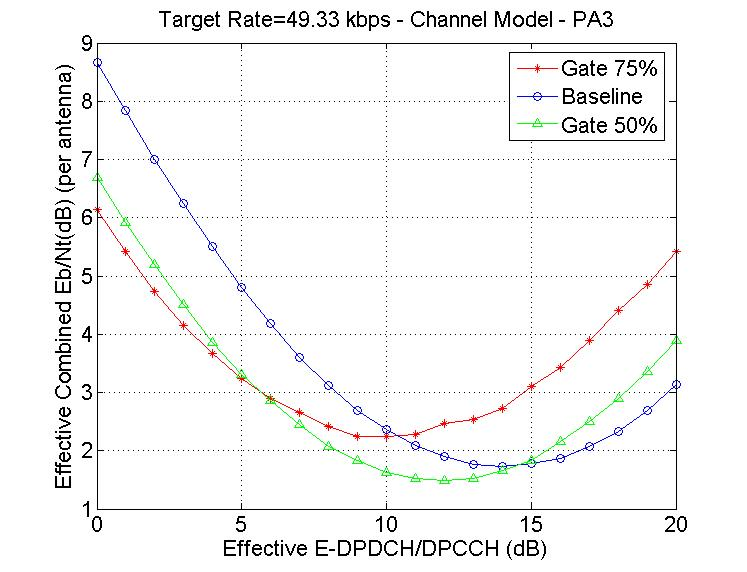 Target Rate=49.33 kbps - Channel Model - PA3
Effective Combined Eb/Nt(dB) (per antenna)
9
8
7
6
5
4
3
2
1
Gate 75%
Baseline
Gate 50%
0
5
10
15
20
Effective E-DPDCH/DPCCH (dB)